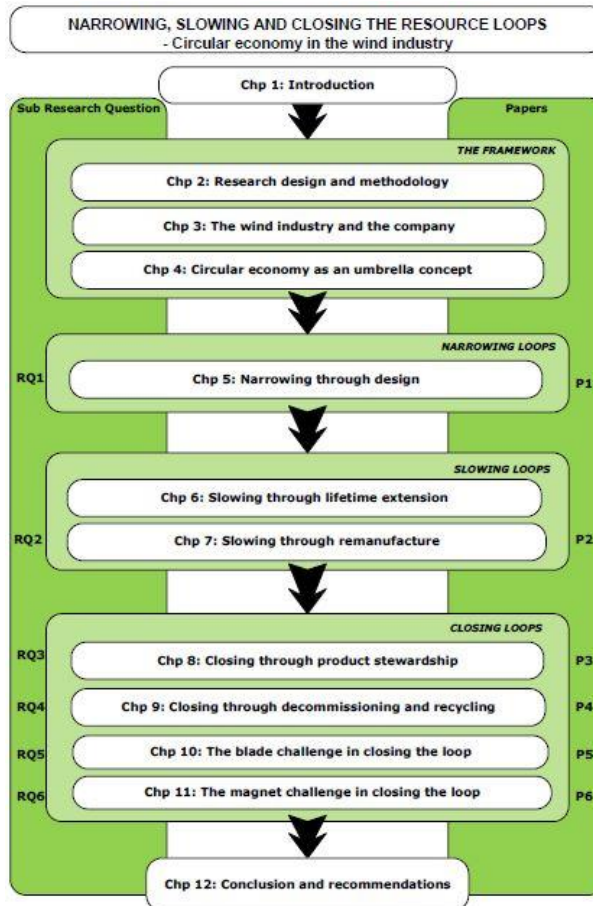 NARROWING, SLOWING AND CLOSING THE RESOURCE LOOPS
- Circular economy in the wind industry
Chp 1: Introduction
Sub Research Question
Papers
THE FRAMEWORK
Chp 2: Research design and methodology
Chp 3: The wind industry and the company
Chp 4: Circular economy as an umbrella concept
NARROWING LOOPS
RQ1
Chp 5: Narrowing through design
P1
SLOWING LOOPS
Chp 6: Slowing through lifetime extension
RQ2
Chp 7: Slowing through remanufacture
P2
CLOSING LOOPS
RQ3
Chp 8: Closing through product stewardship
P3
RQ4
Chp 9: Closing through decommissioning and recycling
P4
RQ5
Chp 10: The blade challenge in closing the loop
P5
RQ6
Chp 11: The magnet challenge in closing the loop
P6
Chp 12: Conclusion and recommendations